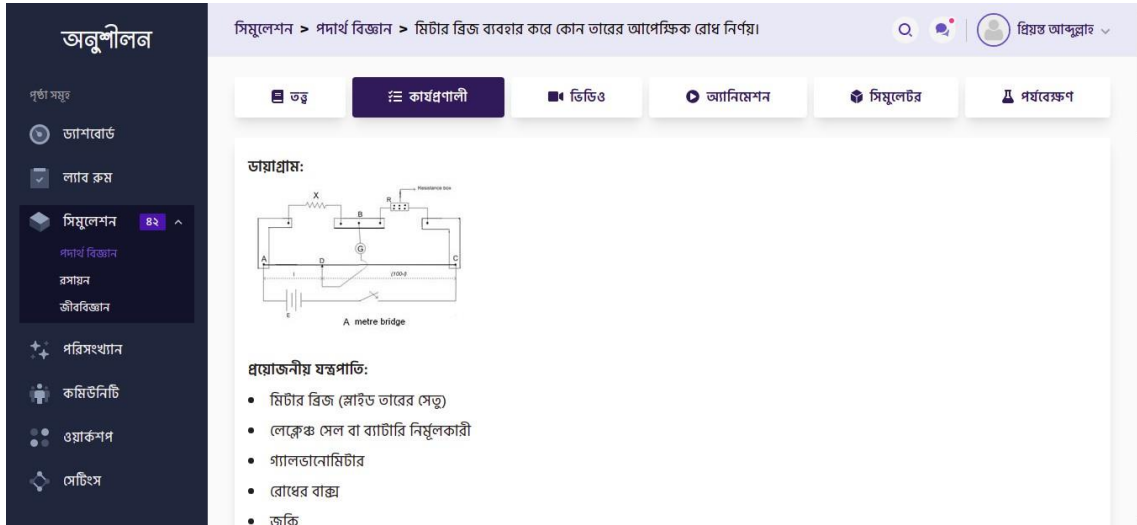 অনুশীলন
সিমুলেশন > পদার্থ বিজ্ঞান > মিটার ব্রিজ ব্যবহার করে কোন তারের আপেক্ষিক রোধ নির্ণয়।
প্রিয়ন্ত আব্দুল্লাহ
পৃষ্ঠা সমূহ
ড্যাশবোর্ড
ল্যাব রুম
সিমুলেশন ৪২
পদার্থ বিজ্ঞান
রসায়ন
জীববিজ্ঞান
পরিসংখ্যান
কমিউনিটি
ওয়ার্কশপ
সেটিংস
তত্ত্ব
কার্যপ্রণালী
ভিডিও
অ্যানিমেশন
সিমুলেটর
পর্যবেক্ষণ
ডায়াগ্রাম:
Resistance box
X
R
B
G
A
D
C
l
(100-l)
E
A metre bridge
প্রয়োজনীয় যন্ত্রপাতি:
মিটার ব্রিজ (স্লাইড তারের সেতু)
লেক্লেঞ্চ সেল বা ব্যাটারি নির্মূলকারী
গ্যালভানোমিটার
রোধের বাক্স
জকি